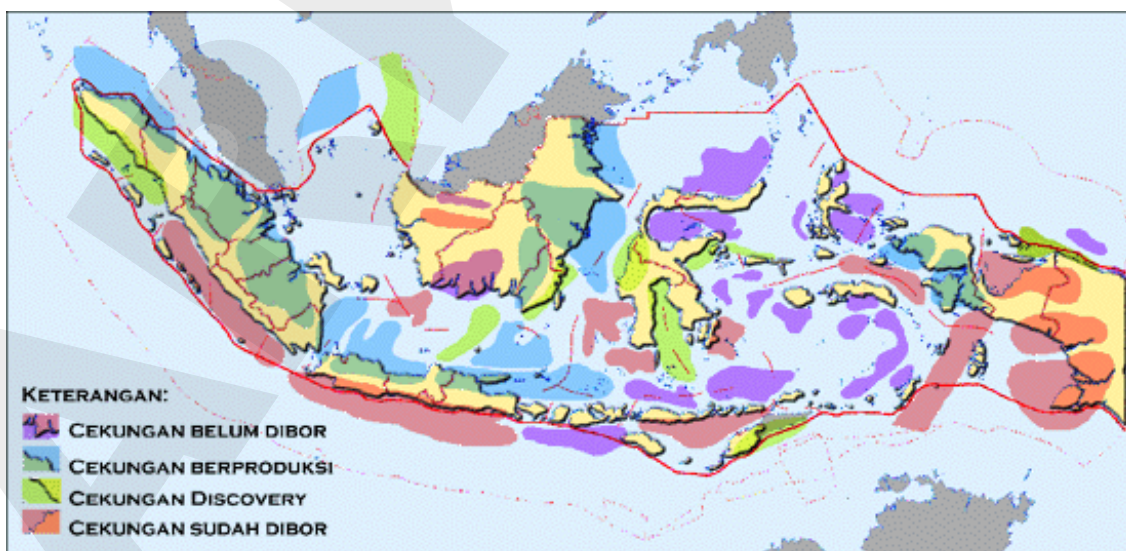 KETERANGAN:
CEKUNGAN BELUM DIBOR
CEKUNGAN BERPRODUKSI
CEKUNGAN DISCOVERY
CEKUNGAN SUDAH DIBOR